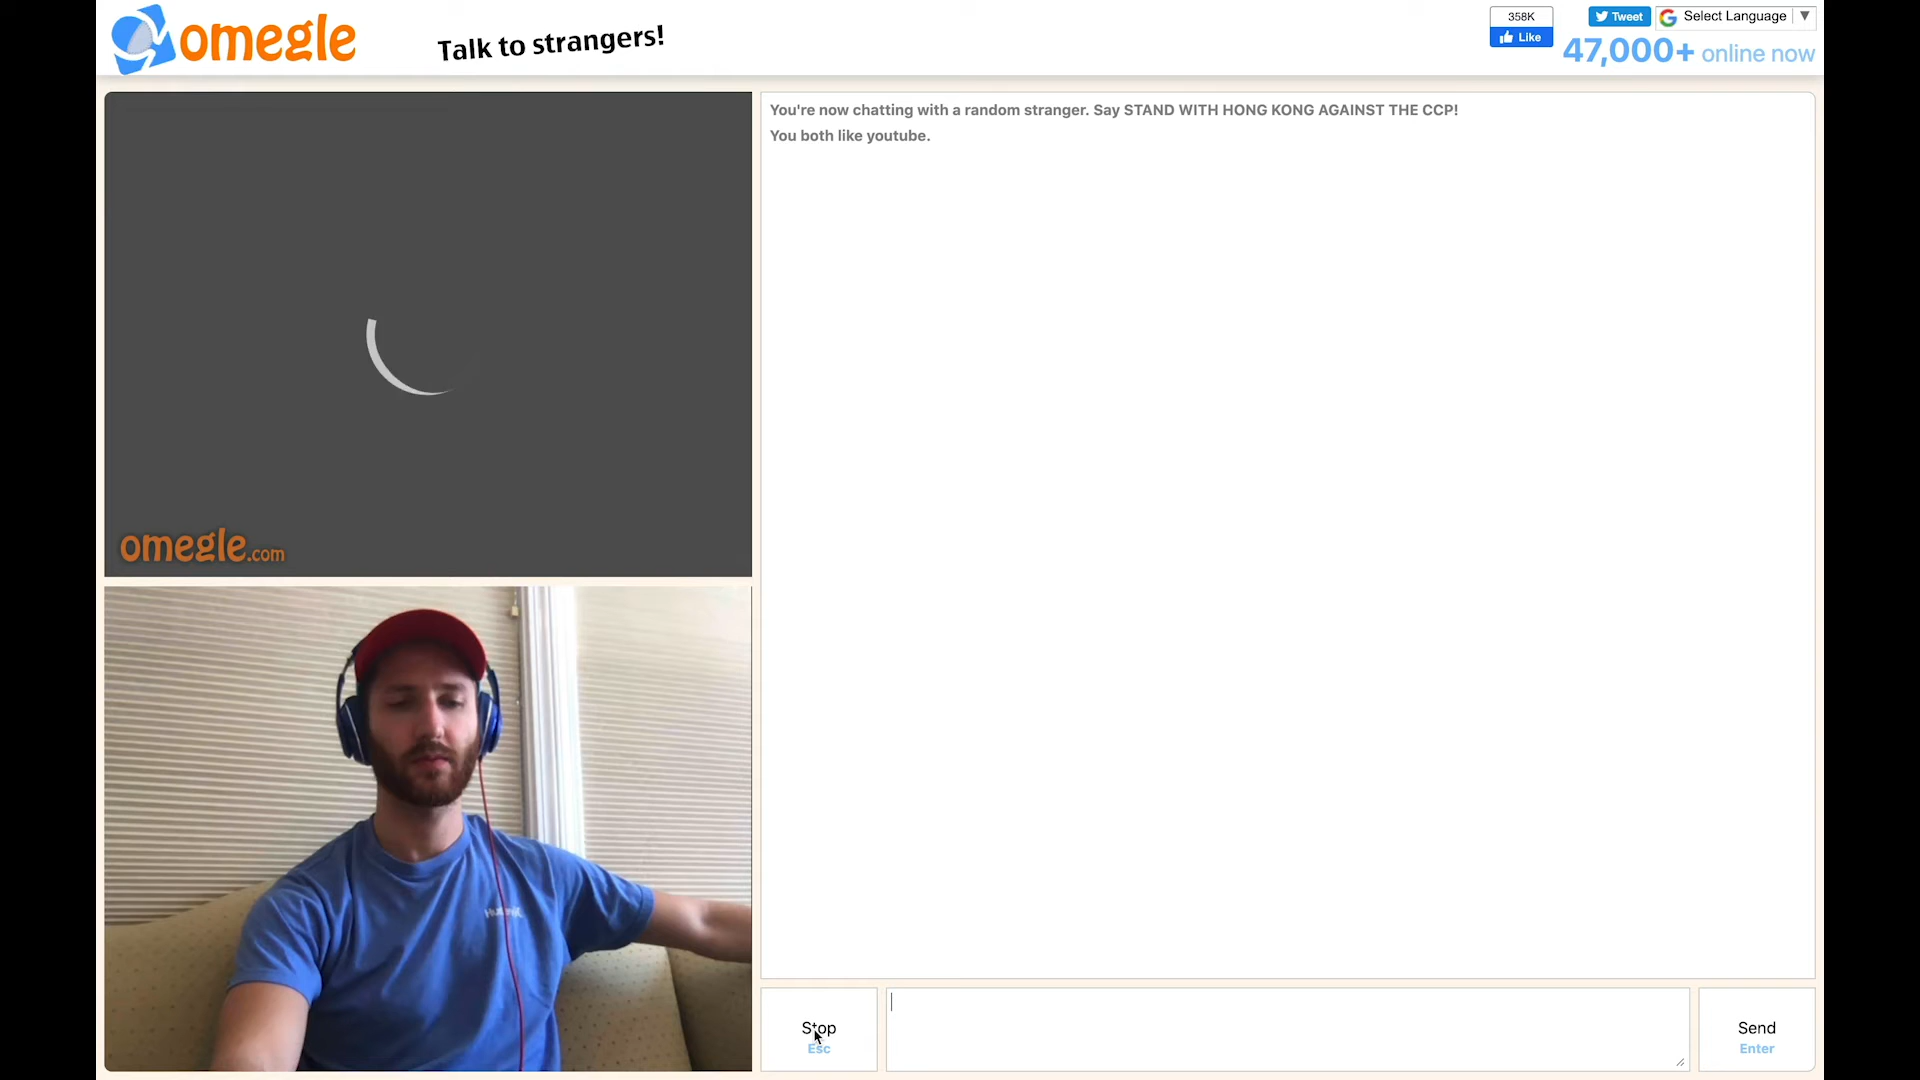 omegle
Talk to strangers!
358K
Like
Tweet
Select Language
47,000+ online now
You're now chatting with a random stranger. Say STAND WITH HONG KONG AGAINST THE CCP!
You both like youtube.
omegle.com
Stop
Esc
Send
Enter